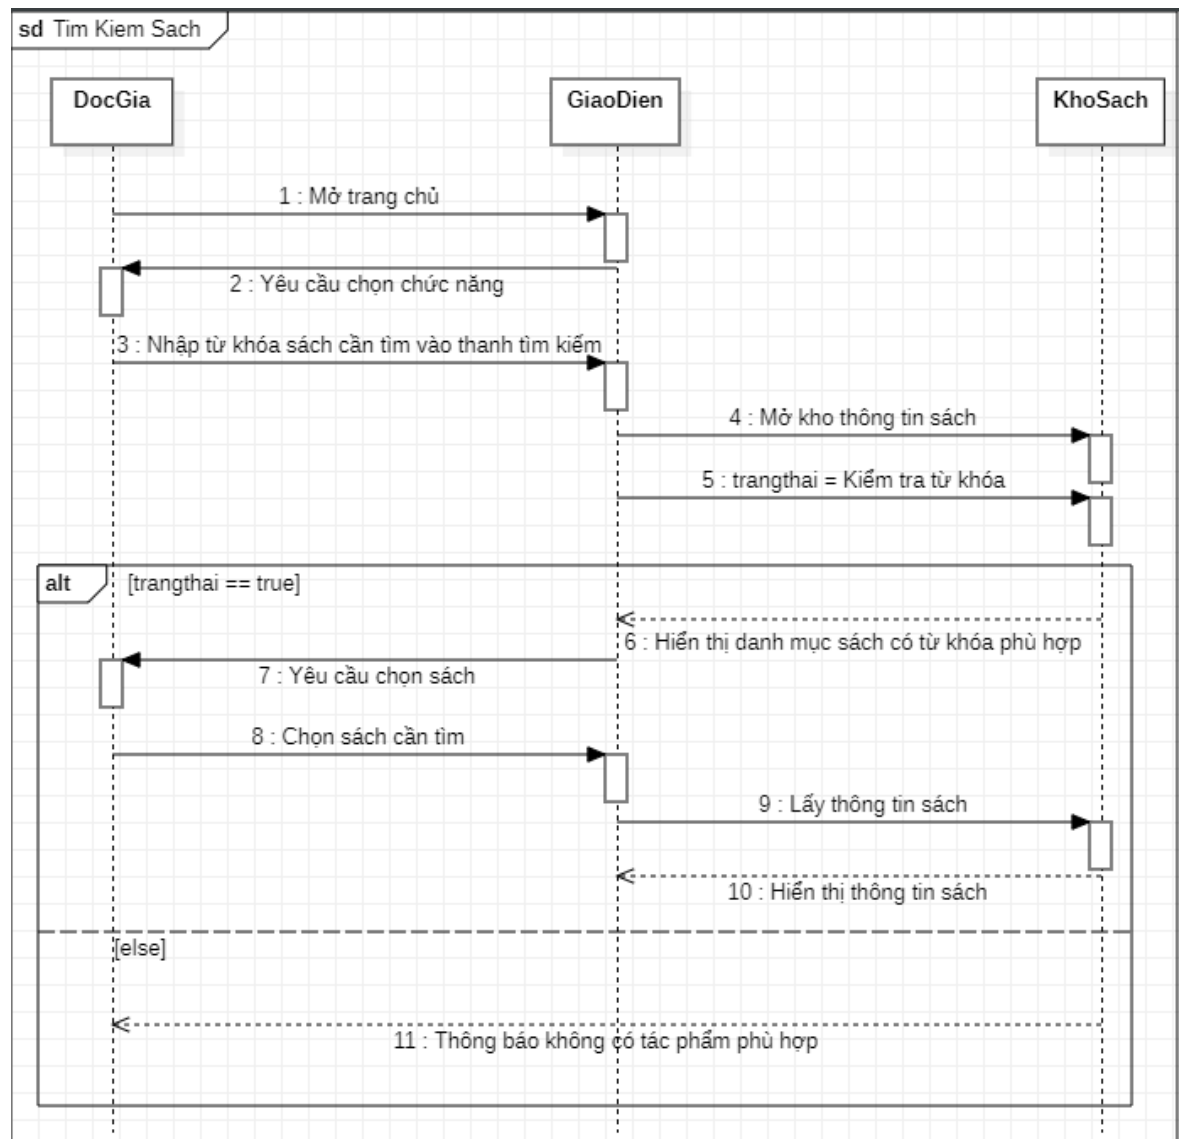 sd Tim Kiem Sach
DocGia
GiaoDien
KhoSach
1 : Mở trang chủ
2 : Yêu cầu chọn chức năng
3 : Nhập từ khóa sách cần tìm vào thanh tìm kiếm
4 : Mở kho thông tin sách
5 : trangthai = Kiểm tra từ khóa
alt [trangthai == true]
6 : Hiển thị danh mục sách có từ khóa phù hợp
7 : Yêu cầu chọn sách
8 : Chọn sách cần tìm
9 : Lấy thông tin sách
10 : Hiển thị thông tin sách
[else]
11 : Thông báo không có tác phẩm phù hợp